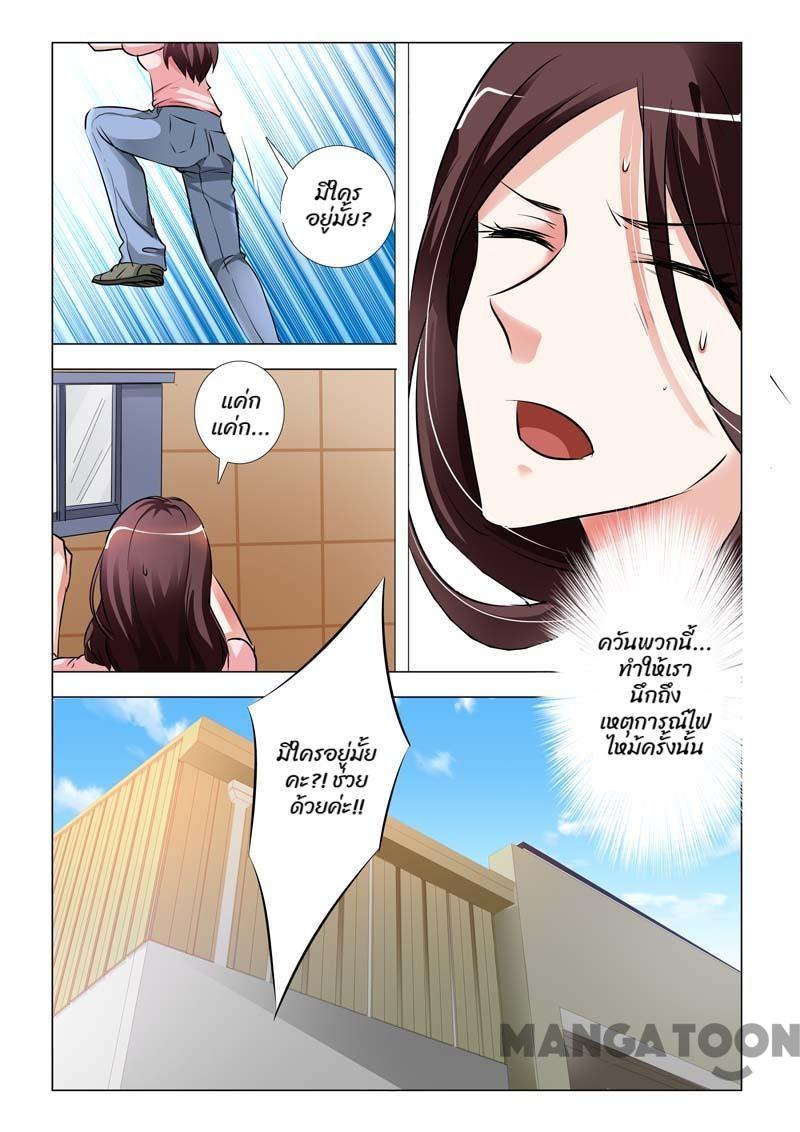 มีใคร
อยู่มั้ย?
แค่ก
แค่ก...
ควันพวกนี้...
ทำให้เรา
นึกถึง
เหตุการณ์ไฟ
ไหม้ครั้งนั้น
มีใครอยู่มั้ย
คะ?! ช่วย
ด้วยค่ะ!!
MANGATOON